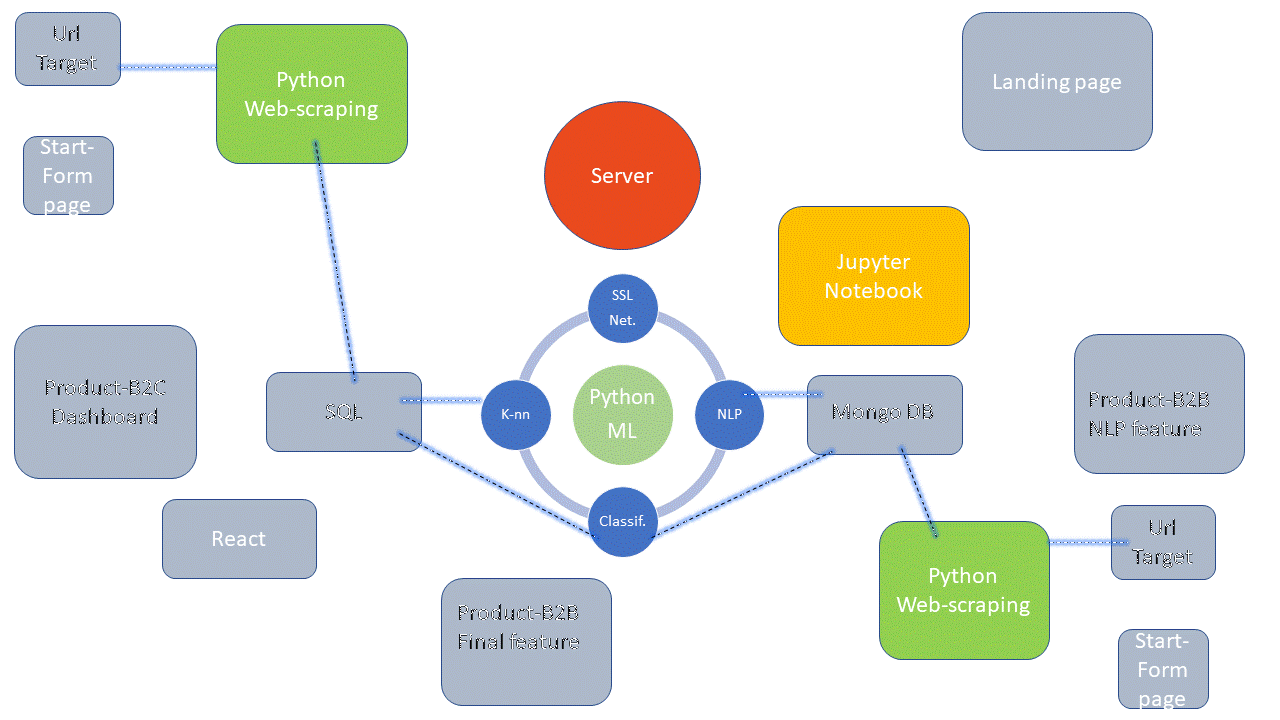 Url
Target
Python
Web-scraping
Landing page
Start-
Form
page
Server
Jupyter
Notebook
SSL
Net.
Product-B2C
Dashboard
SQL
K-nn
Python
ML
NLP
Mongo DB
Product-B2B
NLP feature
React
Classif.
Url
Target
Python
Web-scraping
Product-B2B
Final feature
Start-
Form
page